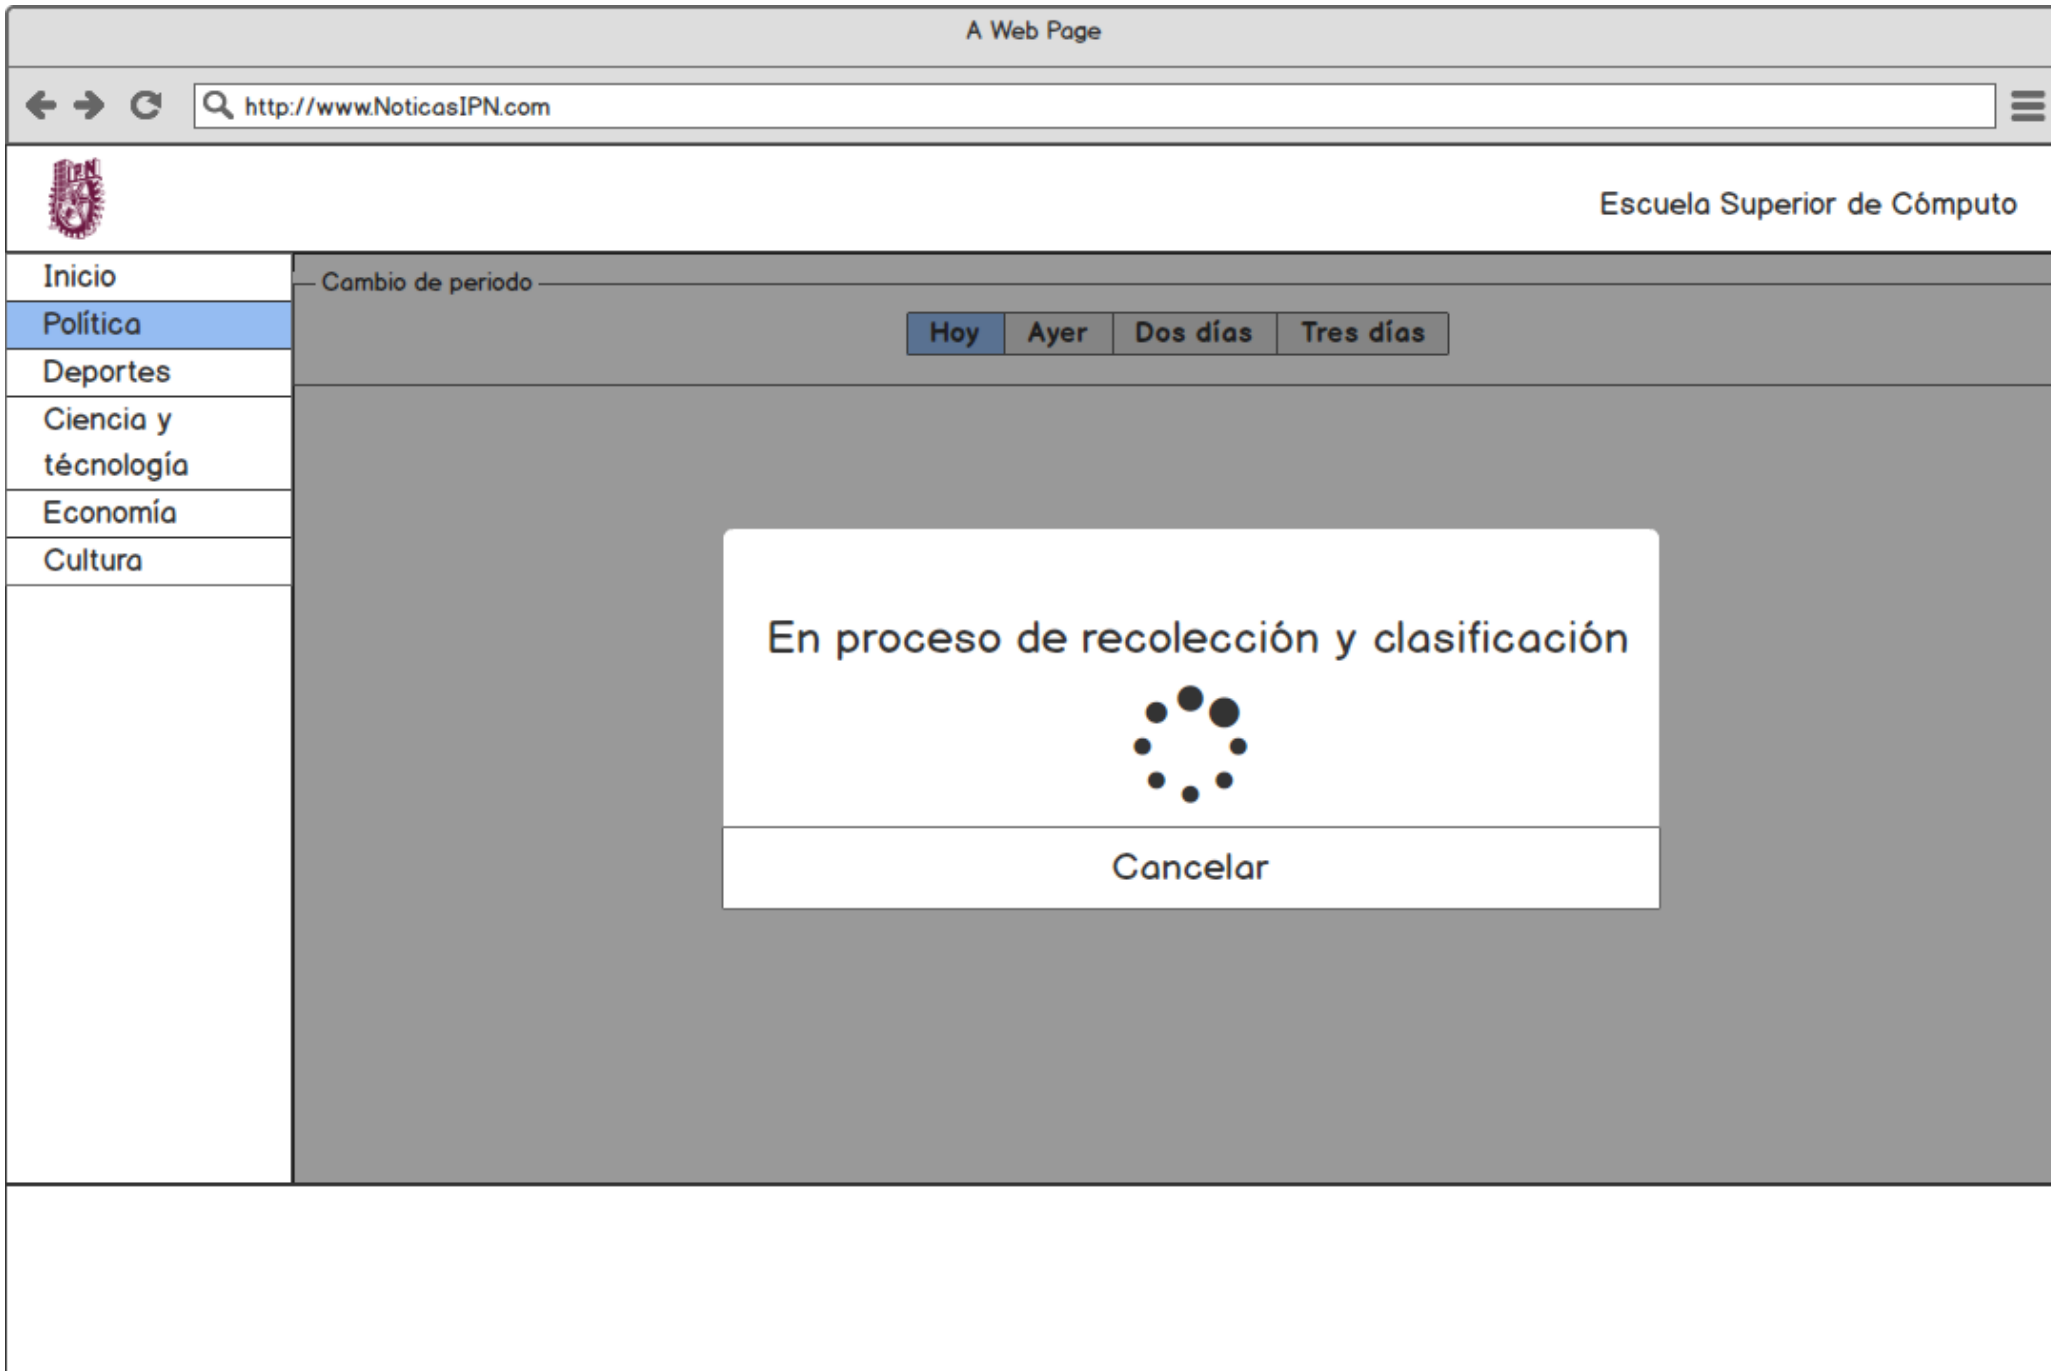 A Web Page
http://www.NoticasIPN.com
IPN
Escuela Superior de Cómputo
Inicio
Política
Deportes
Ciencia y
técnología
Economía
Cultura
Cambio de periodo
Hoy Ayer Dos días Tres días
En proceso de recolección y clasificación
Cancelar